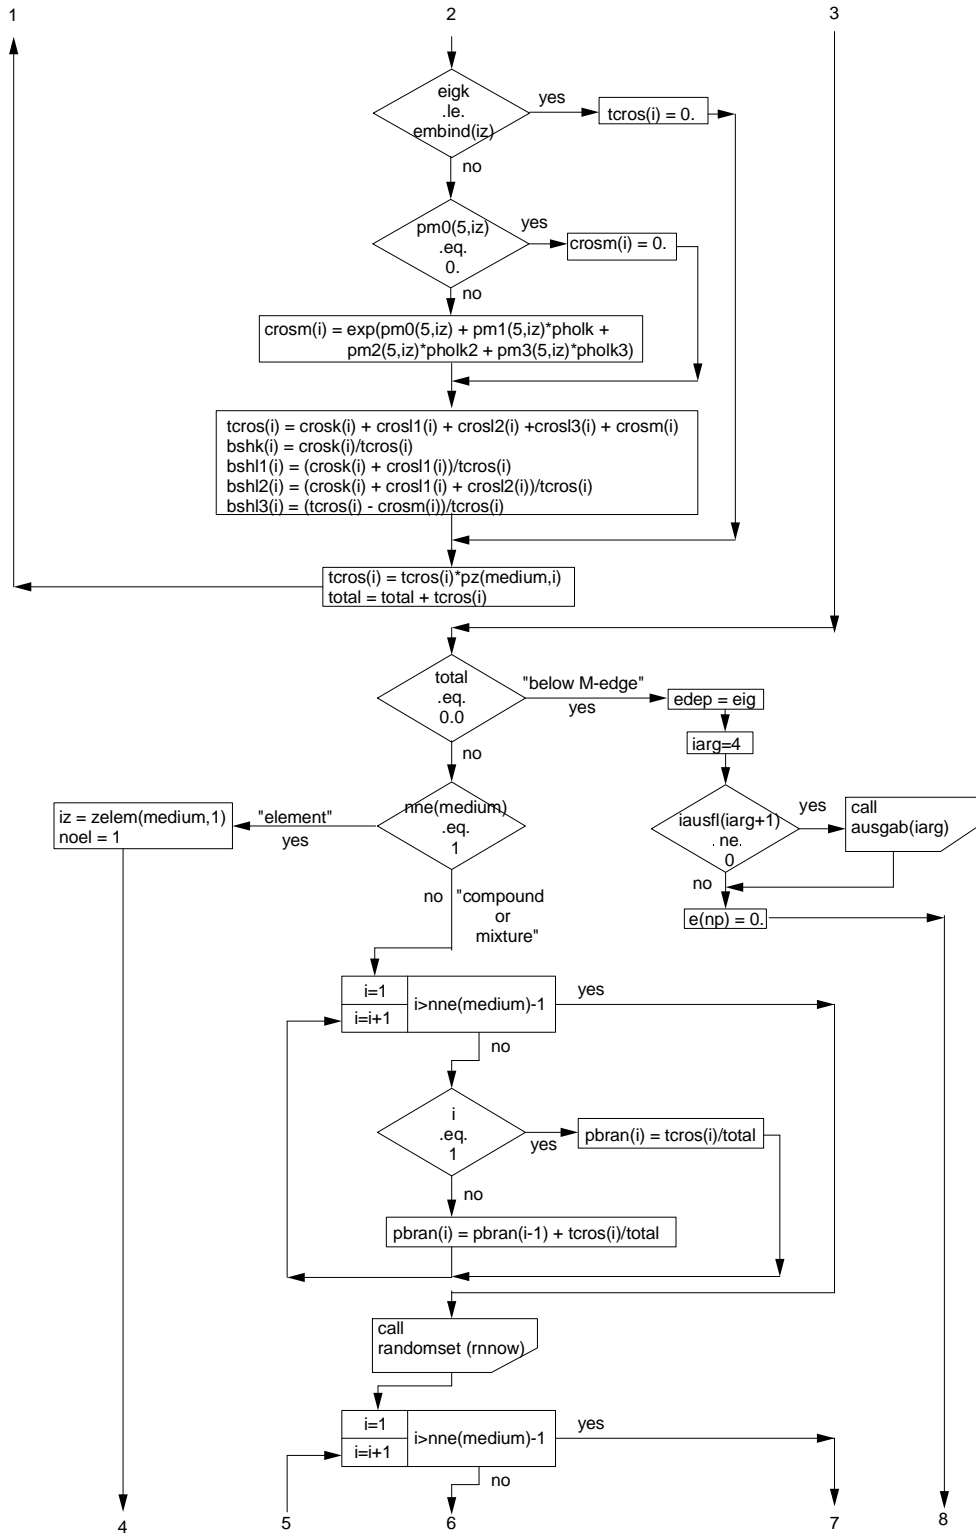 1
2
3
eigk
.le.
embind(iz)
yes
tcros(i) = 0.
no
pm0(5,iz)
.eq.
0.
yes
crosm(i) = 0.
no
crosm(i) = exp(pm0(5,iz) + pm1(5,iz)*pholk +
pm2(5,iz)*pholk2 + pm3(5,iz)*pholk3)
tcros(i) = crosk(i) + crosl1(i) + crosl2(i) +crosl3(i) + crosm(i)
bshk(i) = crosk(i)/tcros(i)
bshl1(i) = (crosk(i) + crosl1(i))/tcros(i)
bshl2(i) = (crosk(i) + crosl1(i) + crosl2(i))/tcros(i)
bshl3(i) = (tcros(i) - crosm(i))/tcros(i)
tcros(i) = tcros(i)*pz(medium,i)
total = total + tcros(i)
total
.eq.
0.0
"below M-edge"
yes
edep = eig
iarg=4
no
nne(medium)
.eq.
1
"element"
yes
iz = zelem(medium,1)
noel = 1
iausfl(iarg+1)
. ne.
0
yes
call
ausgab(iarg)
no
e(np) = 0.
no "compound
or
mixture"
i=1
i=i+1
i>nne(medium)-1
yes
no
i
.eq.
1
yes
pbran(i) = tcros(i)/total
no
pbran(i) = pbran(i-1) + tcros(i)/total
call
randomset (rnnow)
i=1
i=i+1
i>nne(medium)-1
yes
no
4
5
6
7
8